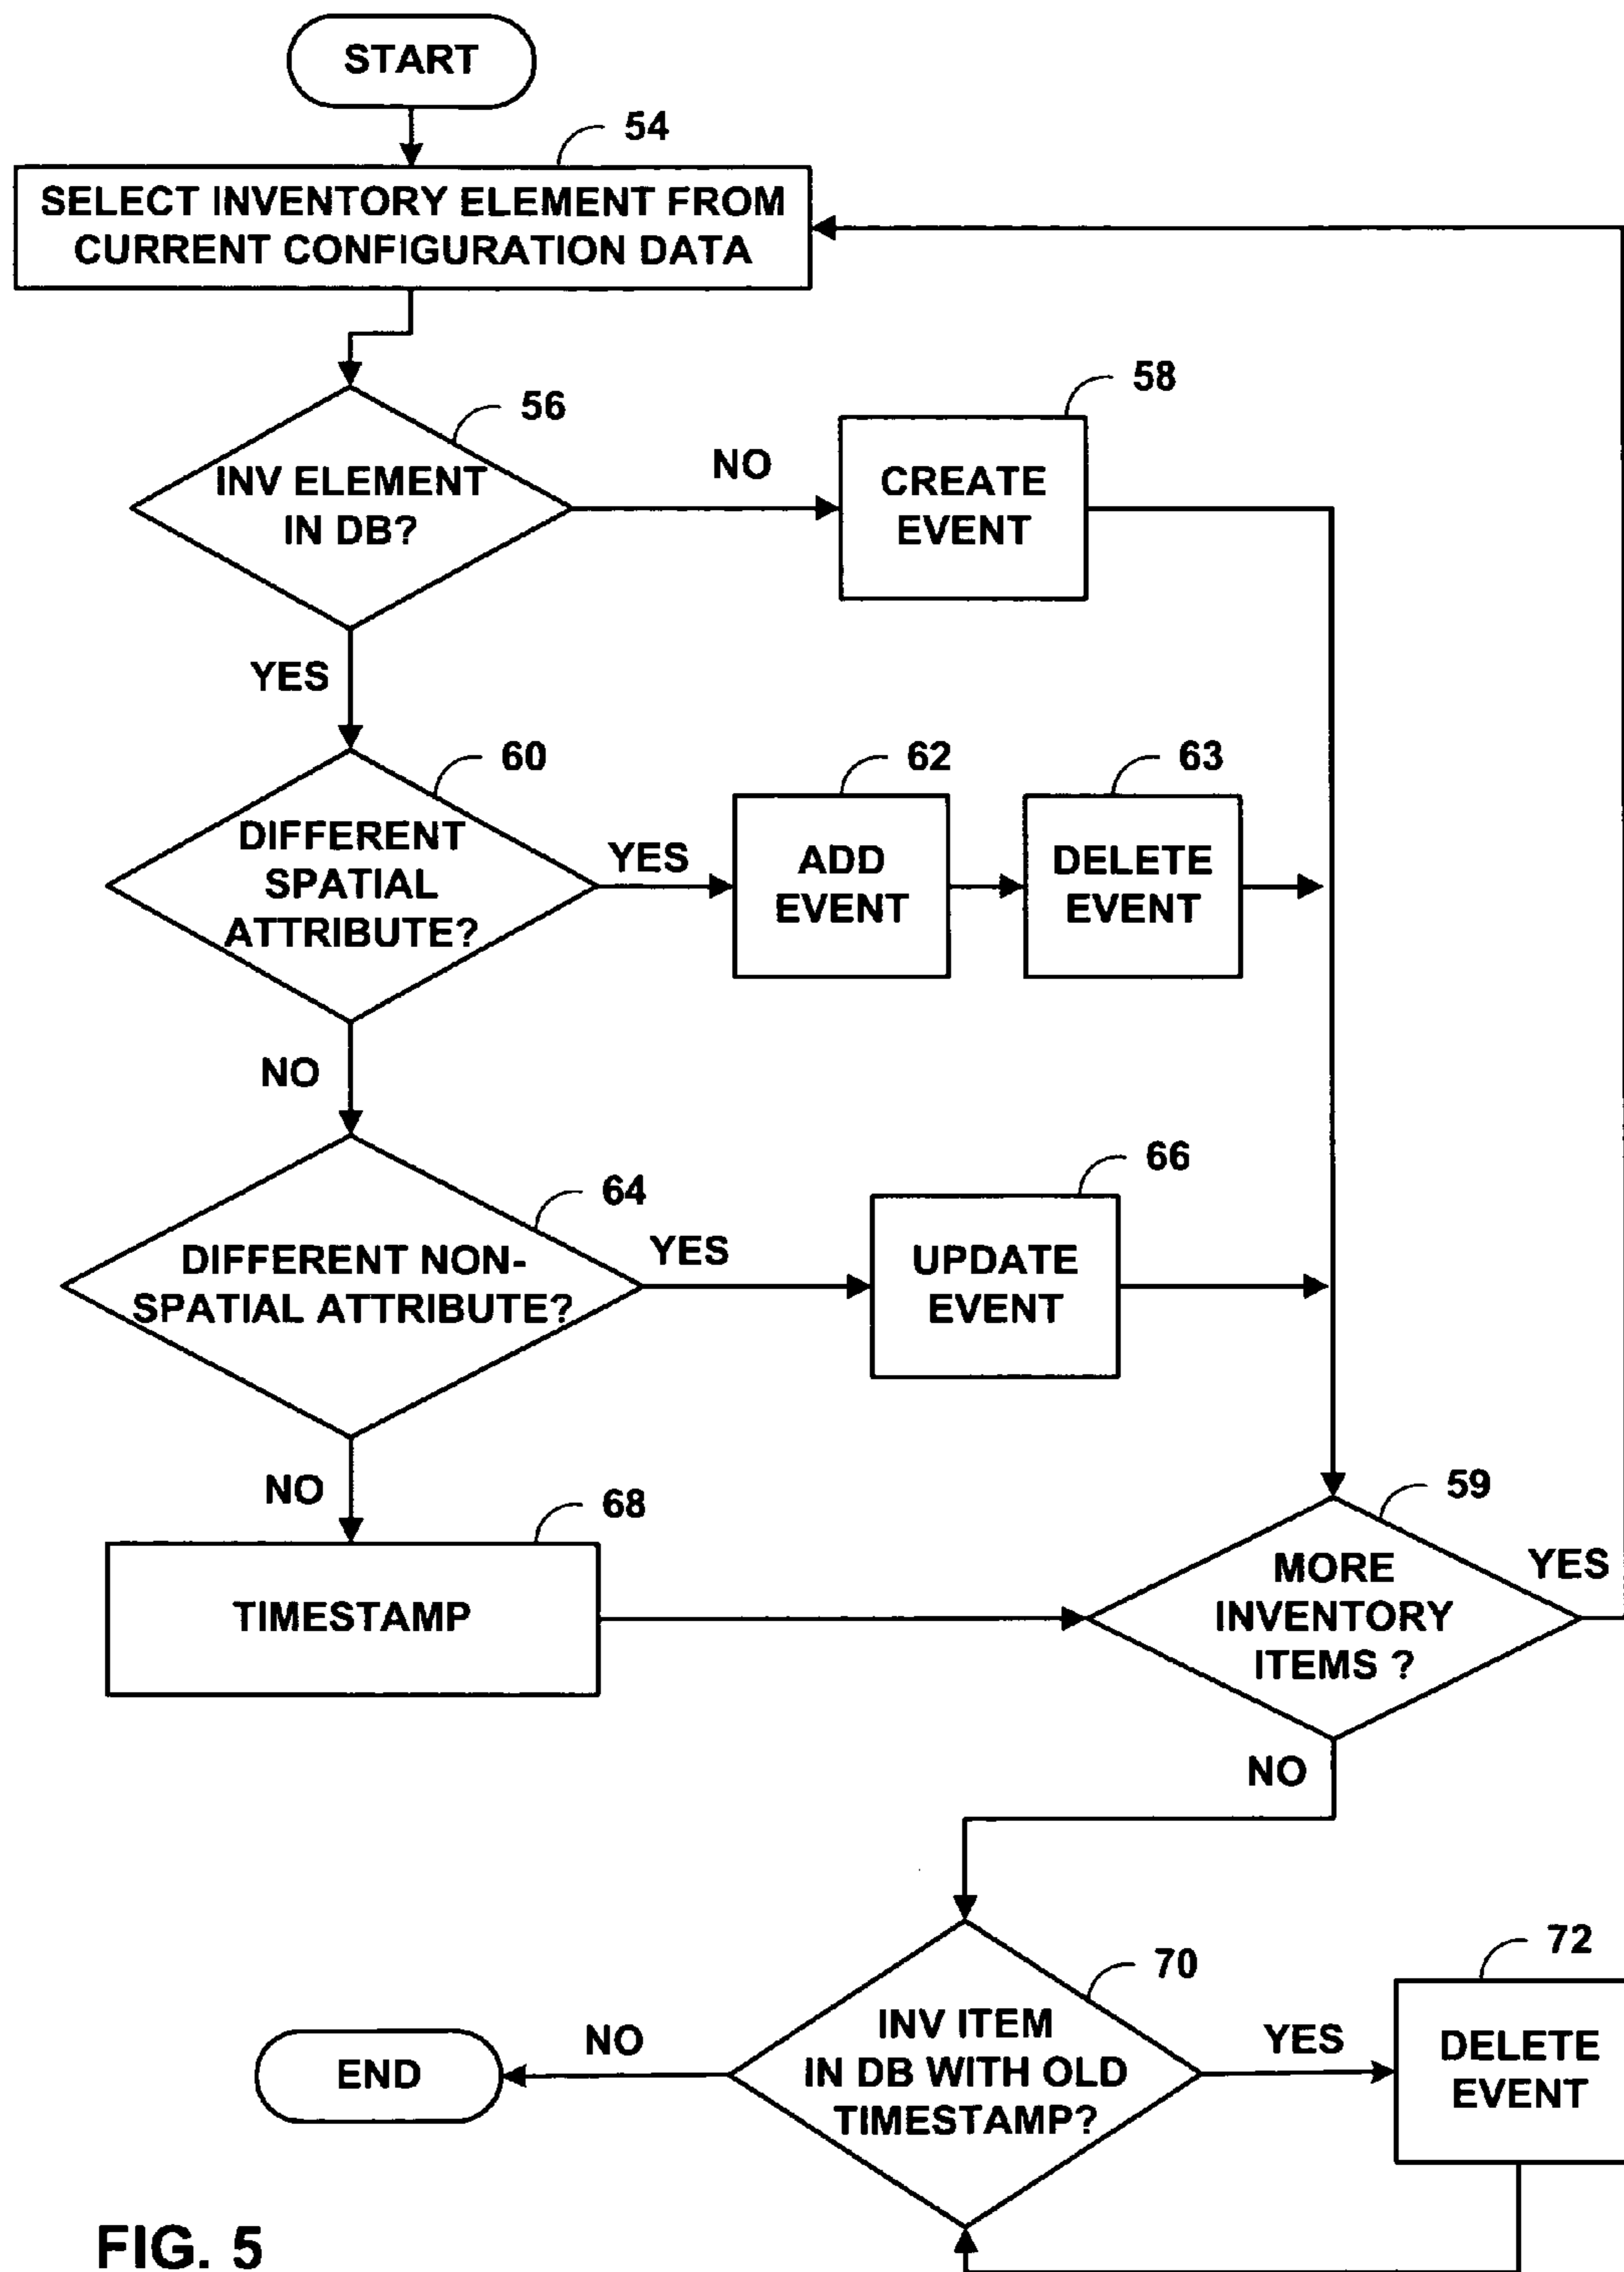 START
54
SELECT INVENTORY ELEMENT FROM
CURRENT CONFIGURATION DATA
56
INV ELEMENT
IN DB?
NO
58
CREATE
EVENT
YES
60
DIFFERENT
SPATIAL
ATTRIBUTE?
YES
62
ADD
EVENT
63
DELETE
EVENT
NO
64
DIFFERENT NON-
SPATIAL ATTRIBUTE?
YES
66
UPDATE
EVENT
NO
68
TIMESTAMP
59
MORE
INVENTORY
ITEMS ?
YES
NO
70
INV ITEM
IN DB WITH OLD
TIMESTAMP?
YES
72
DELETE
EVENT
NO
END
FIG. 5